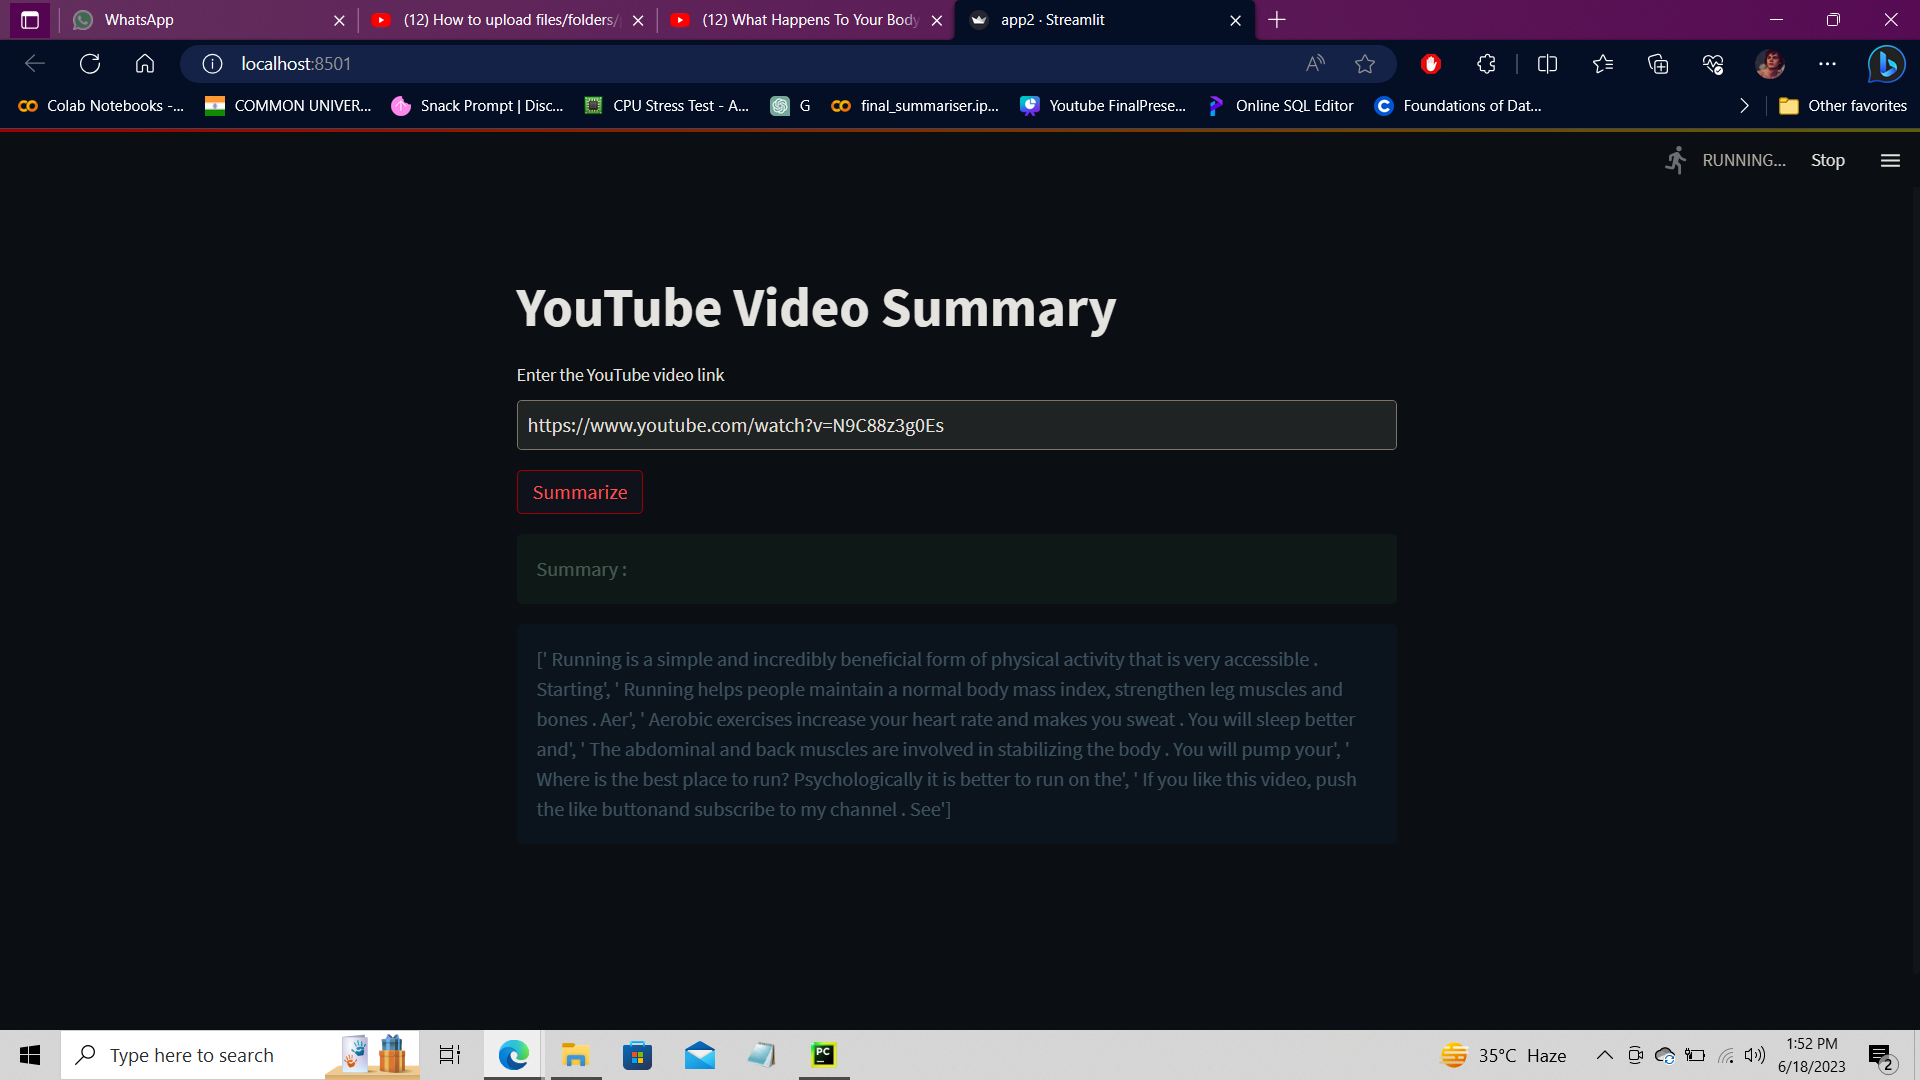 WhatsApp
(12) How to upload files/folders/
(12) What Happens To Your Body
app2 · Streamlit
localhost:8501
Colab Notebooks -...
COMMON UNIVER...
Snack Prompt | Disc...
CPU Stress Test - A...
G
final_summariser.ip...
Youtube FinalPrese...
Online SQL Editor
Foundations of Dat...
Other favorites
RUNNING...
Stop
YouTube Video Summary
Enter the YouTube video link
https://www.youtube.com/watch?v=N9C88z3g0Es
Summarize
Summary :
[' Running is a simple and incredibly beneficial form of physical activity that is very accessible .
Starting', ' Running helps people maintain a normal body mass index, strengthen leg muscles and
bones . Aer', ' Aerobic exercises increase your heart rate and makes you sweat . You will sleep better
and', ' The abdominal and back muscles are involved in stabilizing the body . You will pump your', '
Where is the best place to run? Psychologically it is better to run on the', ' If you like this video, push
the like buttonand subscribe to my channel . See']
Type here to search
PC
35°C Haze
1:52 PM
6/18/2023
2